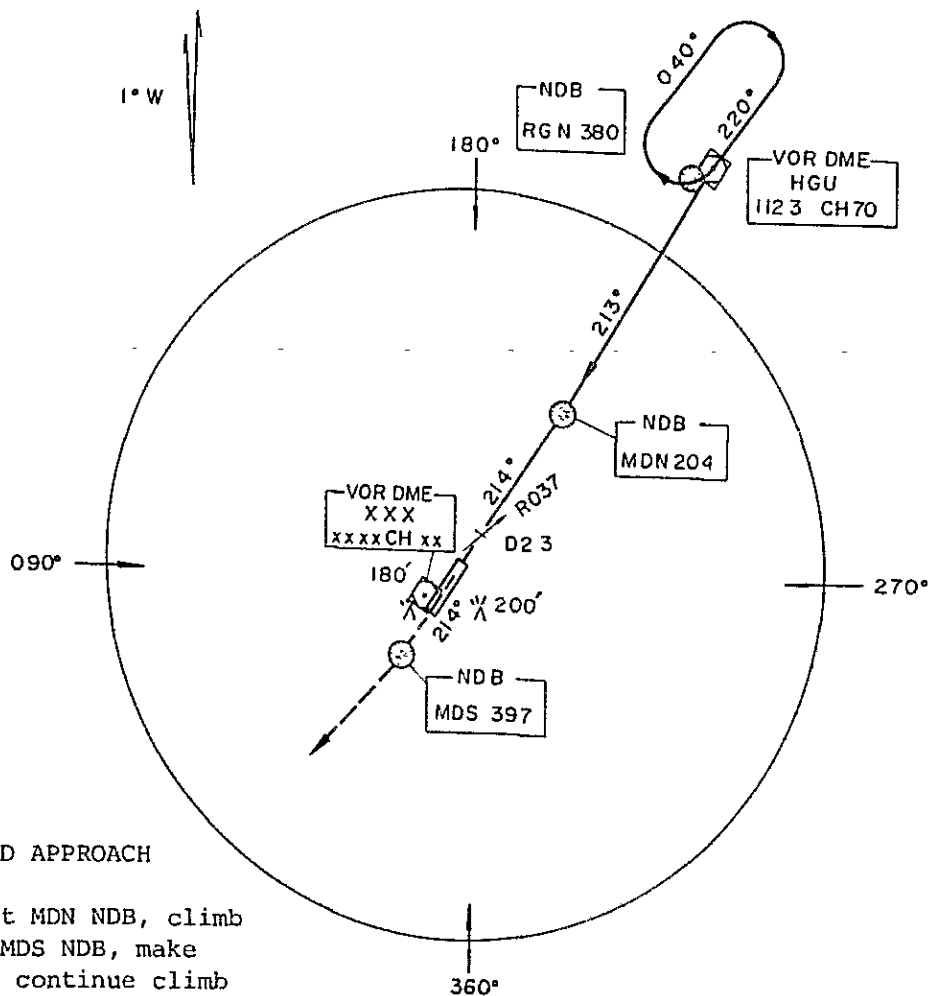 1° W
040°
220°
NDB
RGN 380
180°
VOR DME
HGU
112 3 CH70
213°
NDB
MDN 204
214°
R037
D2 3
VOR DME
X X X
xxxx CH xx
180'
090°
270°
200'
214°
NDB
MDS 397
D APPROACH
t MDN NDB, climb
MDS NDB, make
continue climb
360°